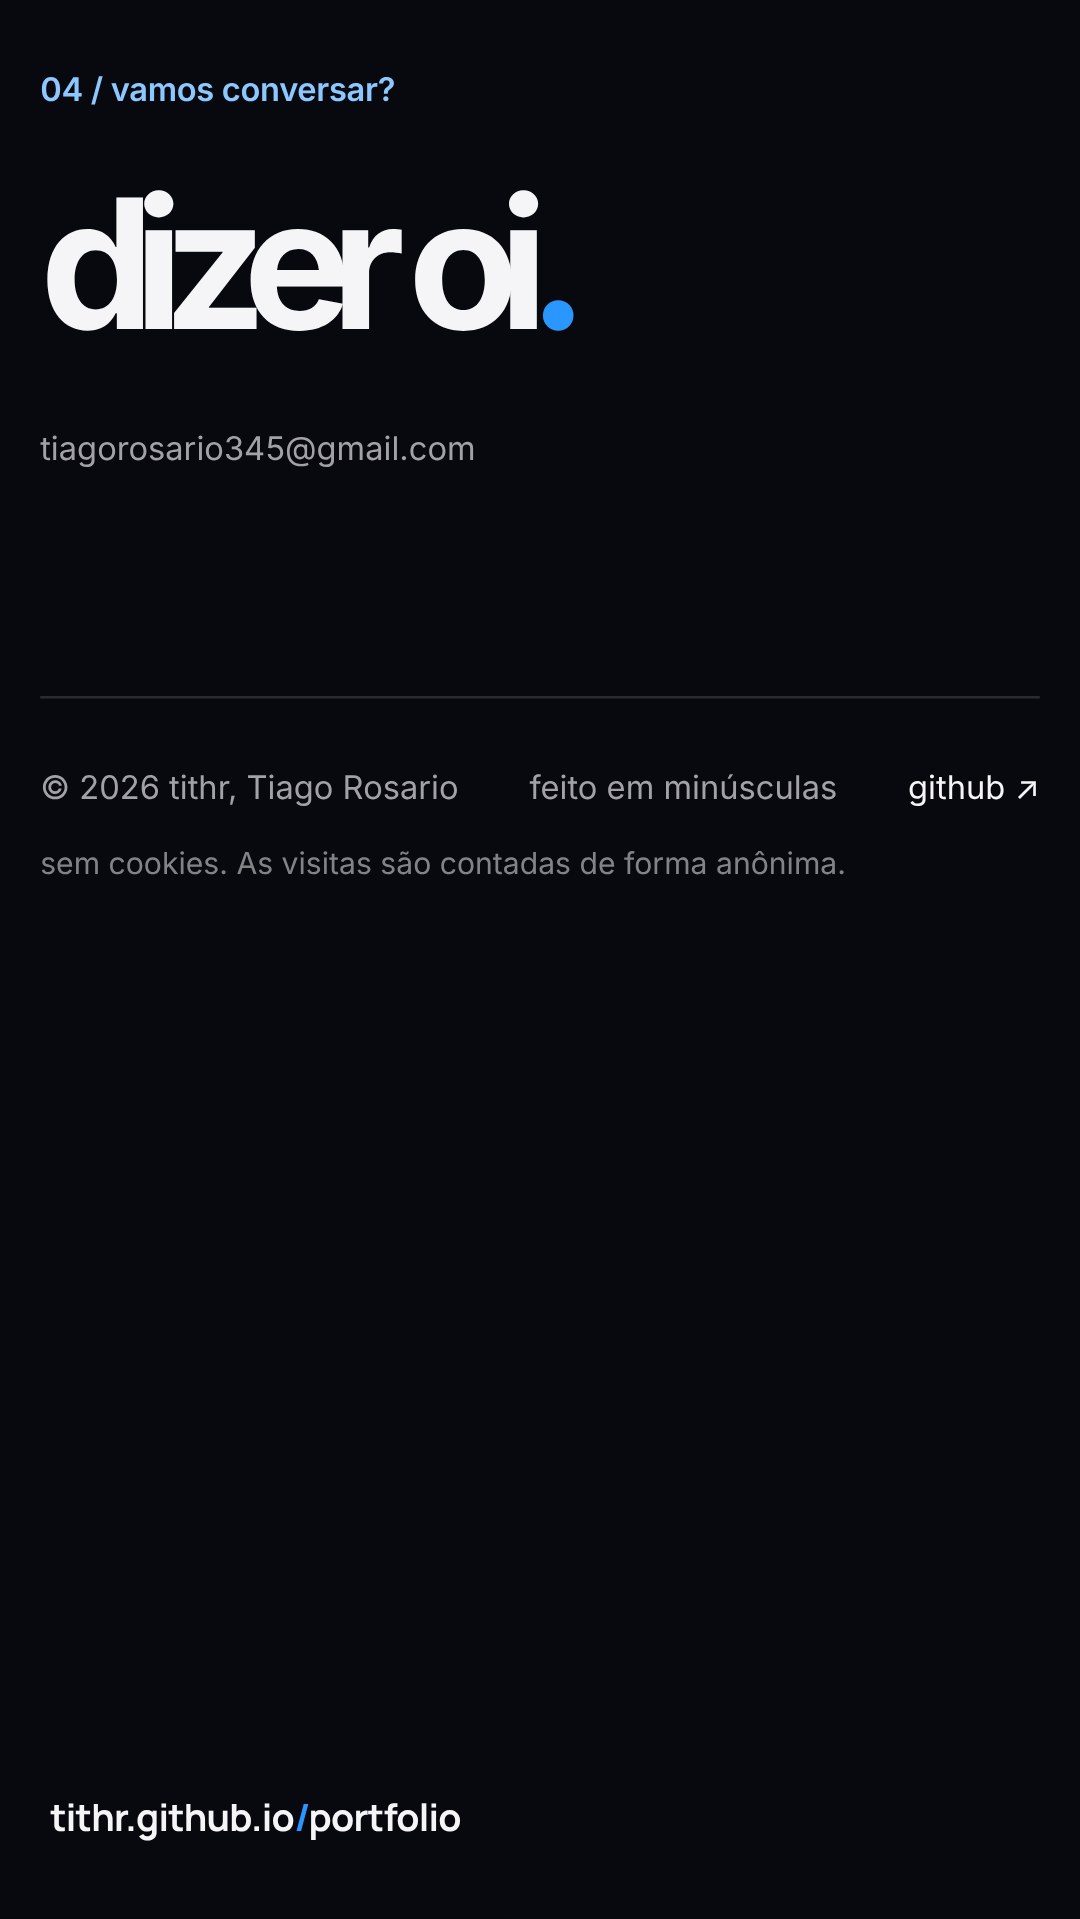 04 / vamos conversar?
dizer oi.
tiagorosario345@gmail.com
© 2026 tithr, Tiago Rosario feito em minúsculas github ↗
sem cookies. As visitas são contadas de forma anônima.
tithr.github.io/portfolio